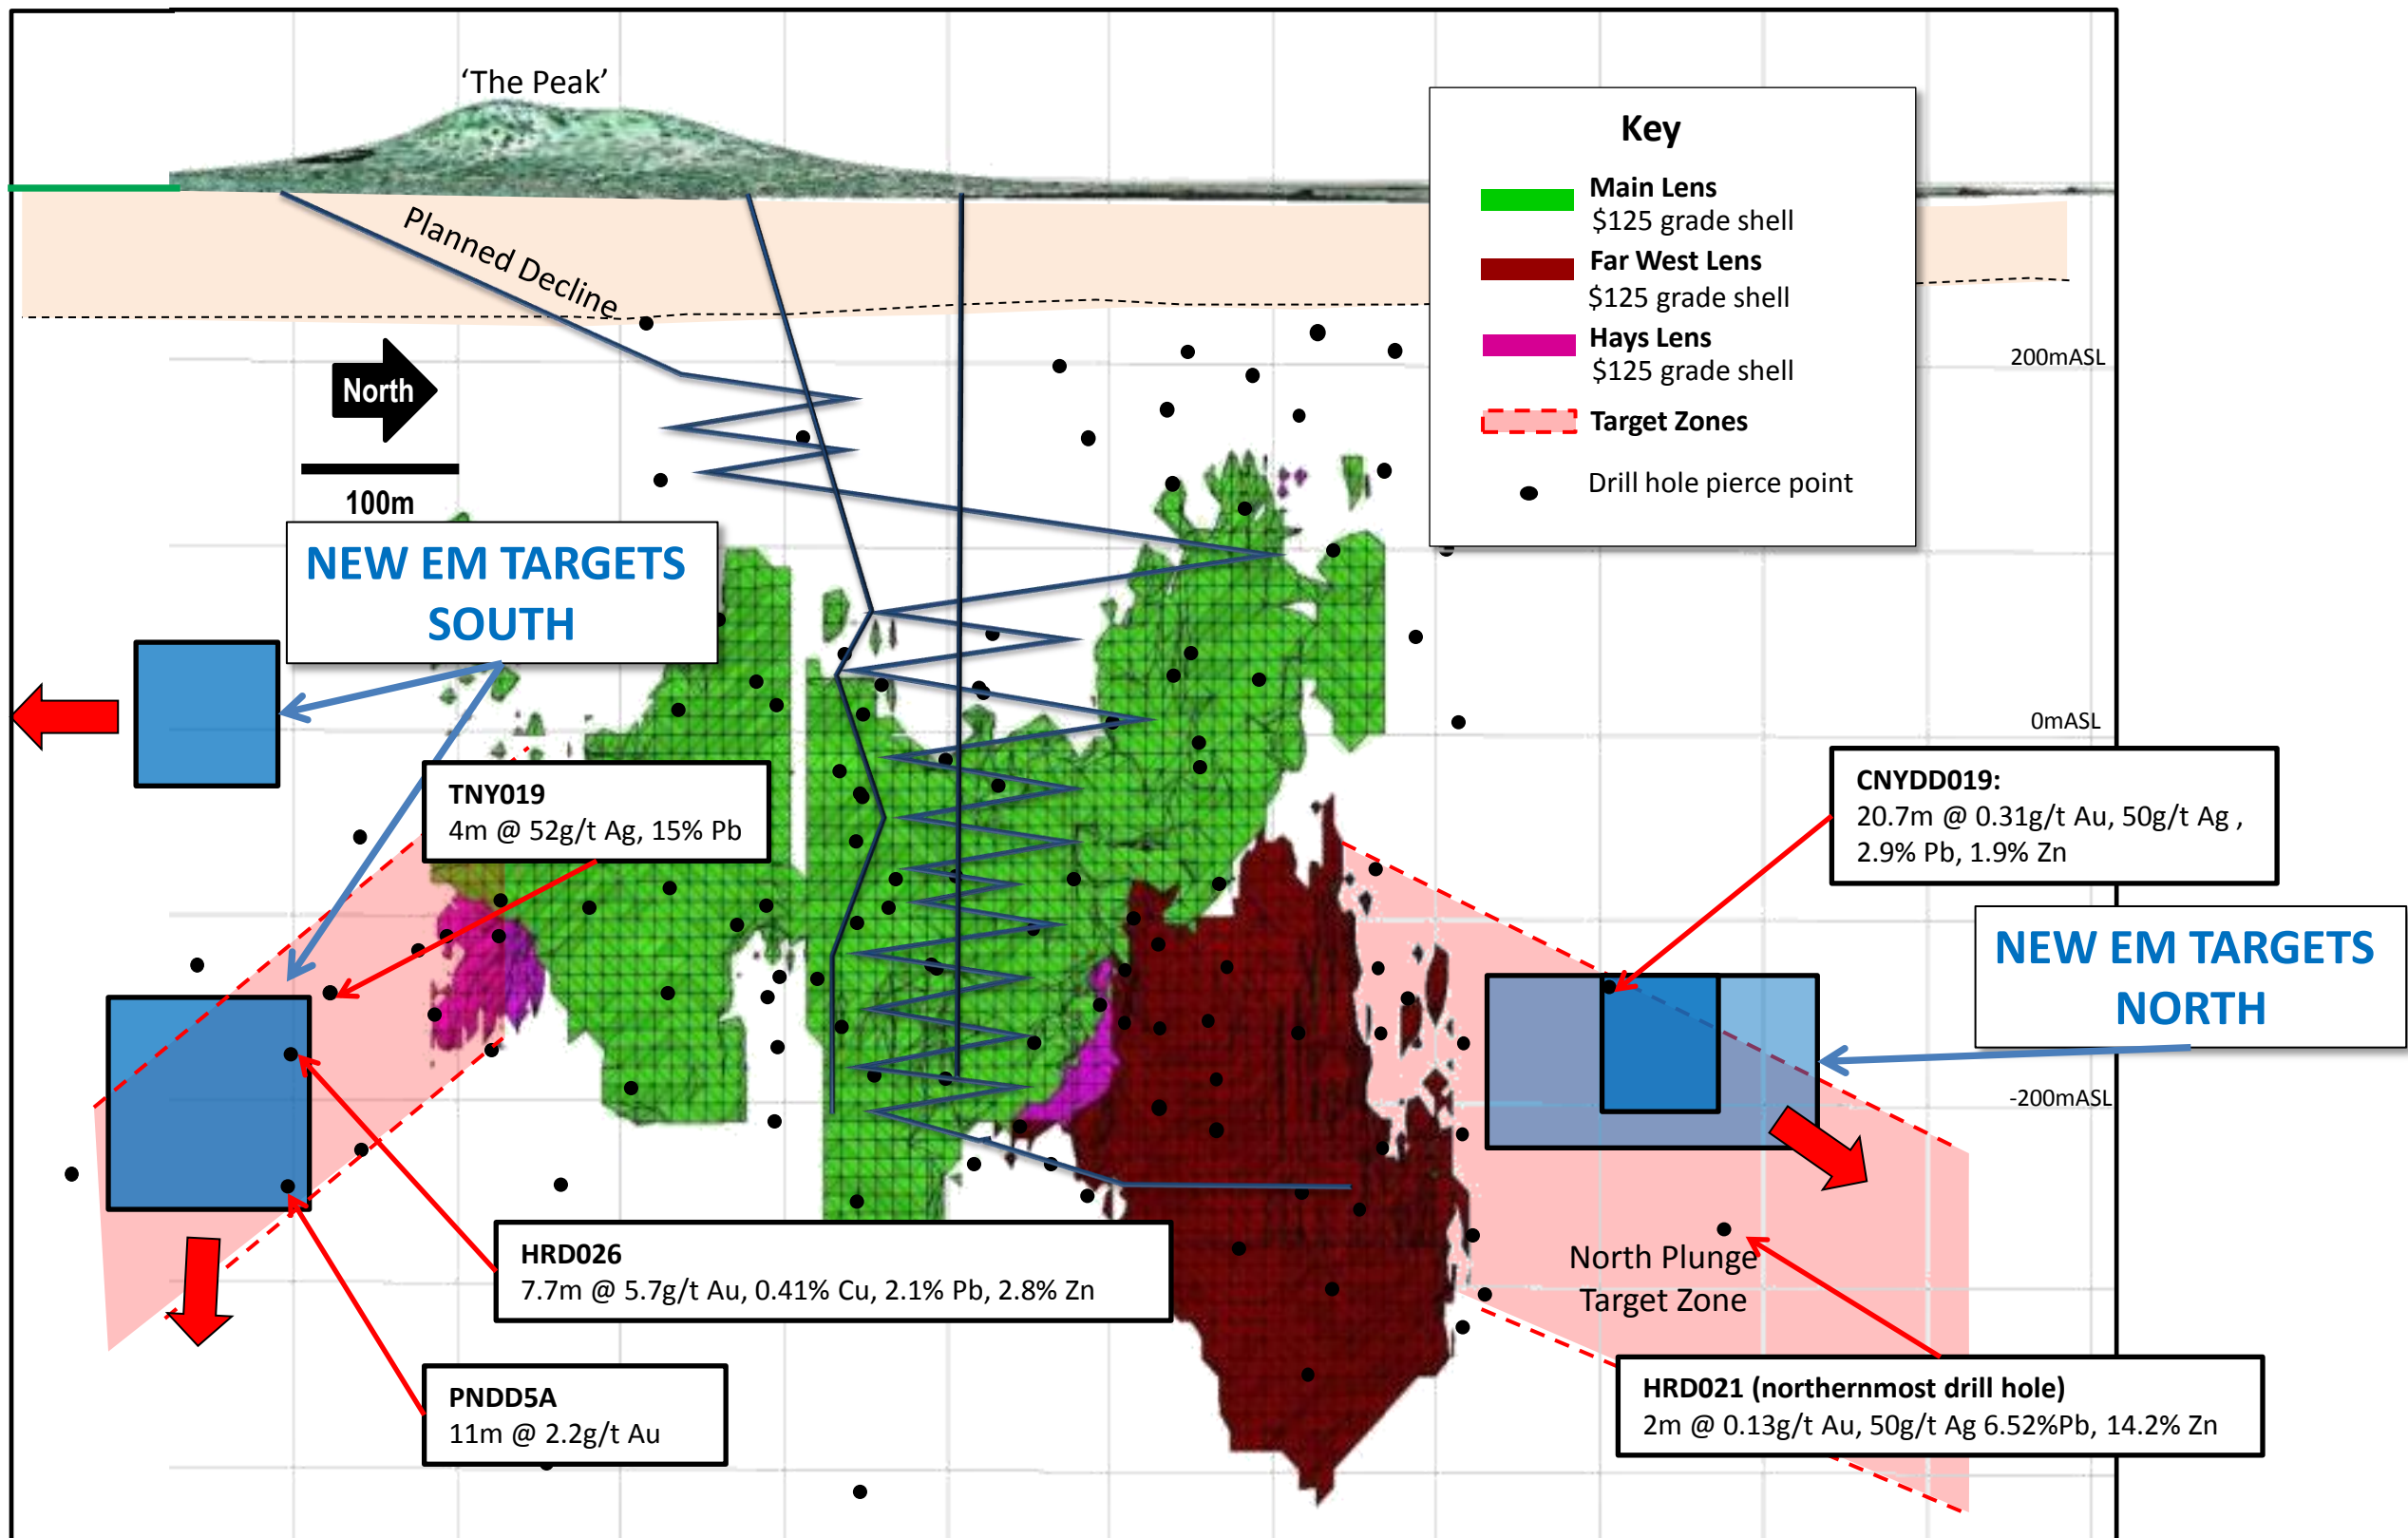 ‘The Peak’
Key
Main Lens
$125 grade shell
Far West Lens
$125 grade shell
Hays Lens
$125 grade shell
Target Zones
Drill hole pierce point
Planned Decline
North
100m
200mASL
NEW EM TARGETS
SOUTH
0mASL
TNY019
4m @ 52g/t Ag, 15% Pb
CNYDD019:
20.7m @ 0.31g/t Au, 50g/t Ag ,
2.9% Pb, 1.9% Zn
NEW EM TARGETS
NORTH
-200mASL
HRD026
7.7m @ 5.7g/t Au, 0.41% Cu, 2.1% Pb, 2.8% Zn
North Plunge
Target Zone
PNDD5A
11m @ 2.2g/t Au
HRD021 (northernmost drill hole)
2m @ 0.13g/t Au, 50g/t Ag 6.52%Pb, 14.2% Zn